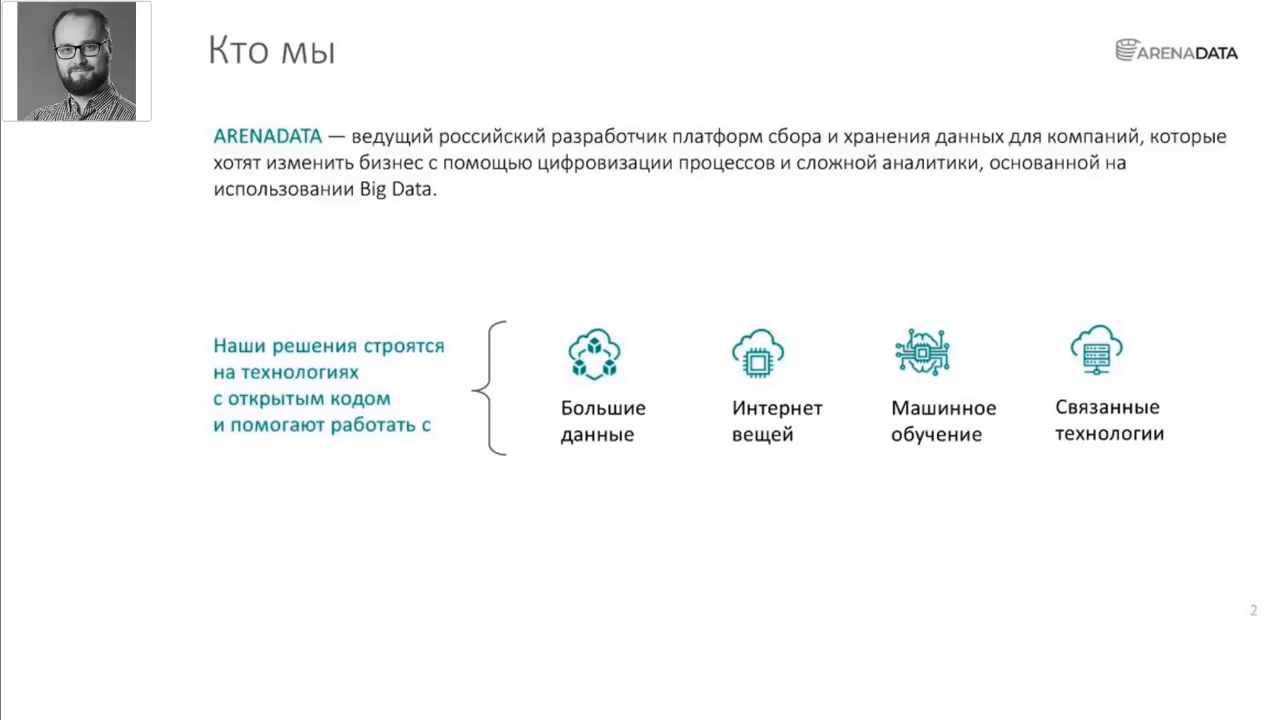 Кто мы
ARENADATA
ARENADATA — ведущий российский разработчик платформ сбора и хранения данных для компаний, которые
хотят изменить бизнес с помощью цифровизации процессов и сложной аналитики, основанной на
использовании Big Data.
Наши решения строятся
на технологиях
с открытым кодом
и помогают работать с
Большие
данные
Интернет
вещей
Машинное
обучение
Связанные
технологии
2